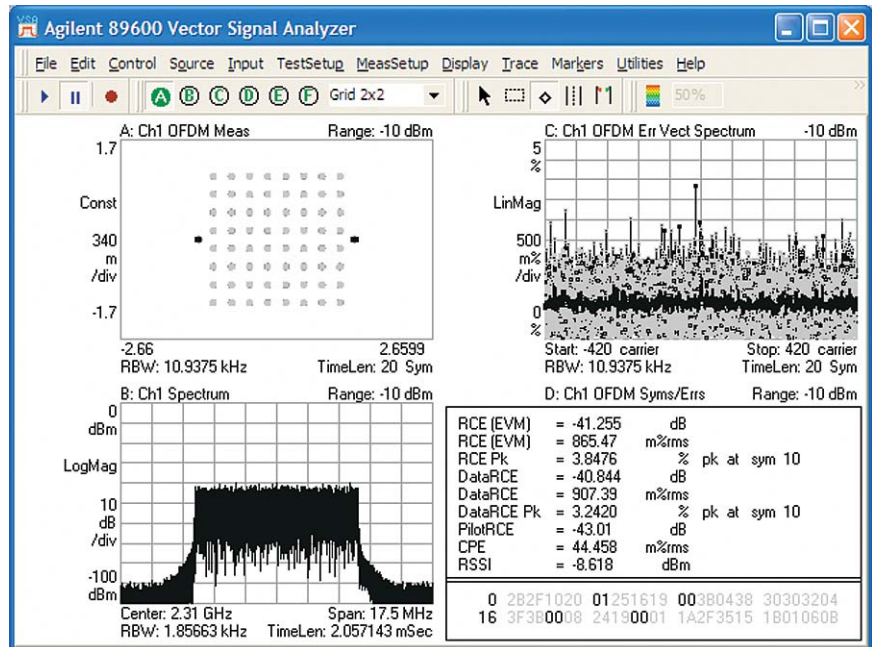 VSA Agilent 89600 Vector Signal Analyzer
File Edit Control Source Input TestSetup MeasSetup Display Trace Markers Utilities Help
A B C D E F Grid 2x2 50%
A: Ch1 OFDM Meas Range: -10 dBm
1.7
Const
340
m
/div
-1.7
-2.66 2.6599
RBW: 10.9375 kHz TimeLen: 20 Sym
C: Ch1 OFDM Err Vect Spectrum -10 dBm
5
%
LinMag
500
m%
/div
0
%
Start: -420 carrier Stop: 420 carrier
RBW: 10.9375 kHz TimeLen: 20 Sym
B: Ch1 Spectrum Range: -10 dBm
0
dBm
LogMag
10
dB
/div
-100
dBm
Center: 2.31 GHz Span: 17.5 MHz
RBW: 1.85663 kHz TimeLen: 2.057143 mSec
D: Ch1 OFDM Syms/Errs Range: -10 dBm
RCE (EVM) = -41.255 dB
RCE (EVM) = 865.47 m%rms
RCE Pk = 3.8476 % pk at sym 10
DataRCE = -40.844 dB
DataRCE = 907.39 m%rms
DataRCE Pk = 3.2420 % pk at sym 10
PilotRCE = -43.01 dB
CPE = 44.458 m%rms
RSSI = -8.618 dBm
0 2B2F1020 01251619 003B0438 30303204
16 3F3B0008 24190001 1A2F3515 1B01060B